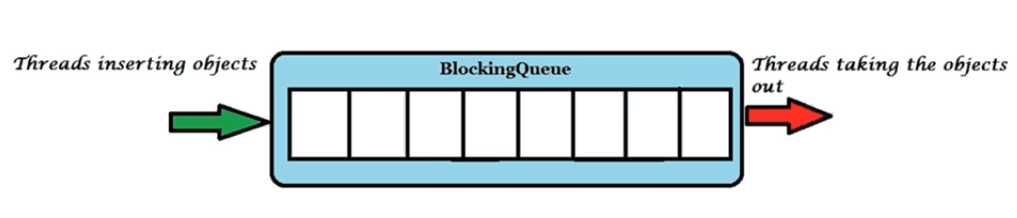 Threads inserting objects
BlockingQueue
Threads taking the objects
out